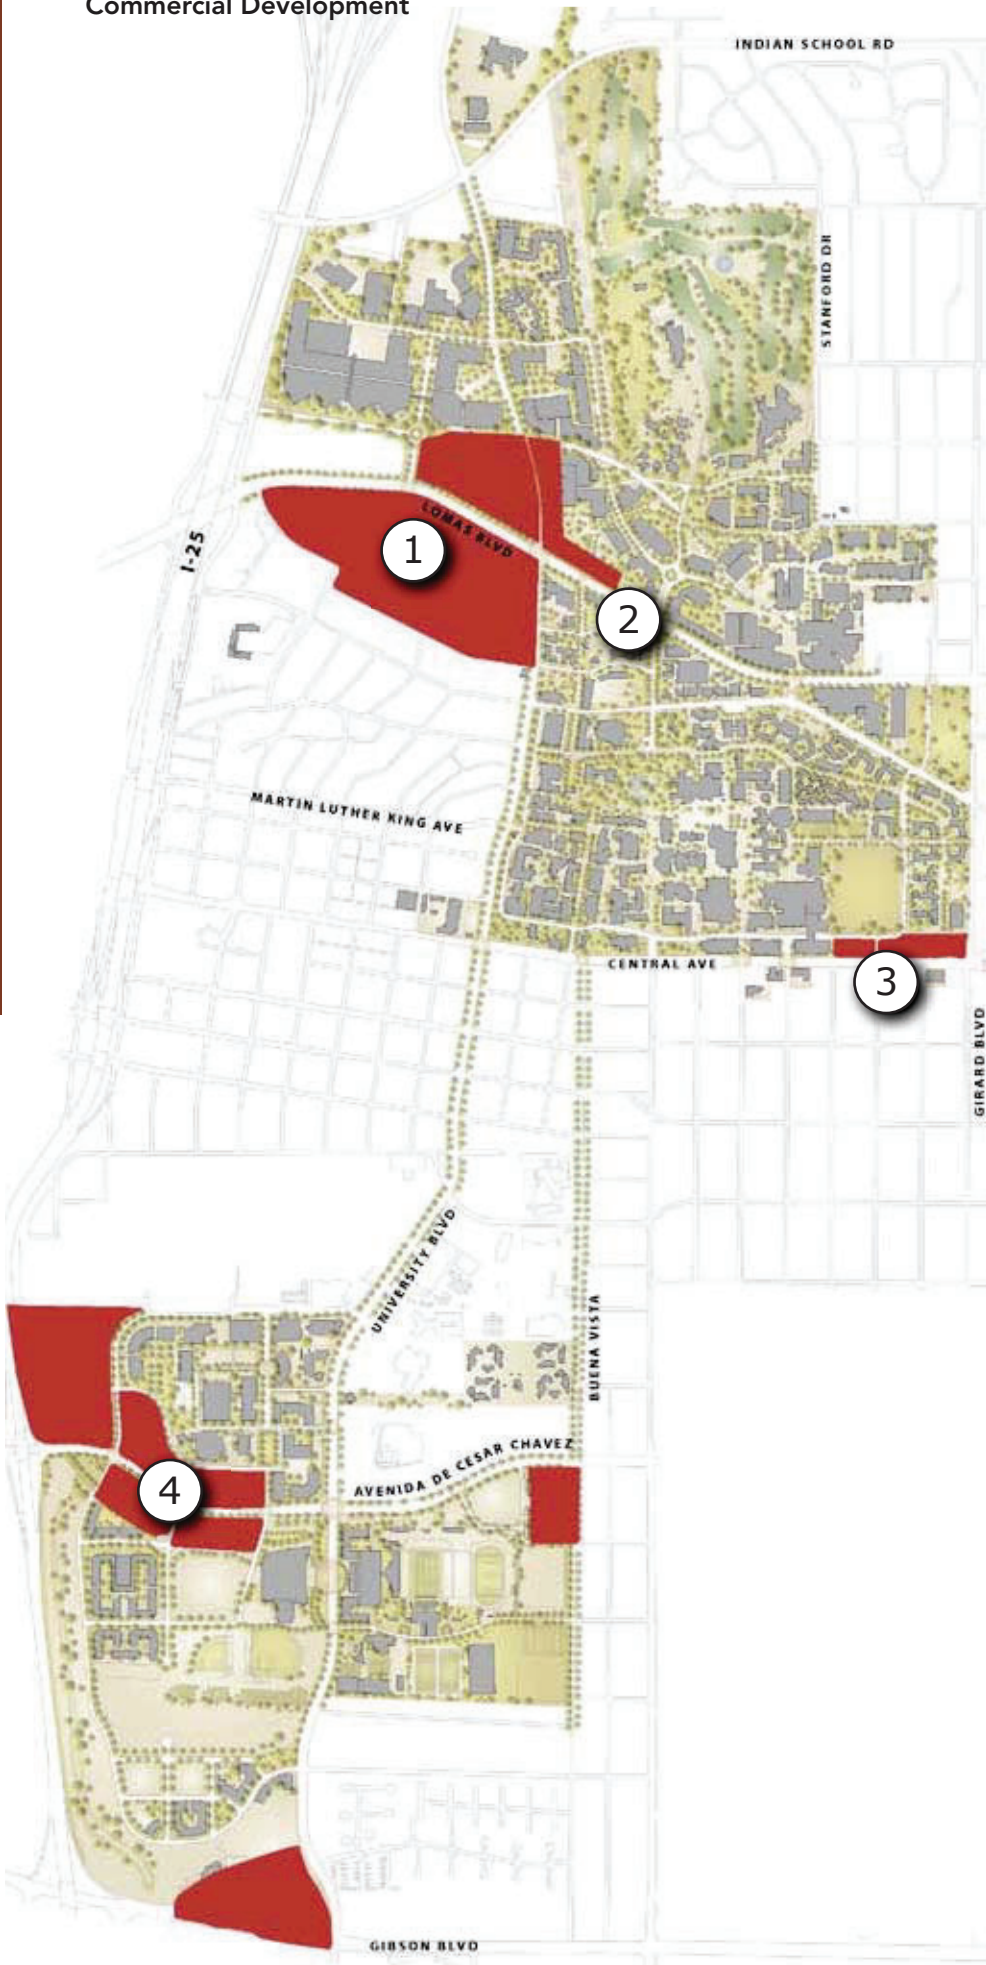 Commercial Development
INDIAN SCHOOL RD
STANFORD DR
LOMAS BLVD
1
I-25
2
MARTIN LUTHER KING AVE
CENTRAL AVE
3
GIRARD BLVD
UNIVERSITY BLVD
BUENA VISTA
AVENIDA DE CESAR CHAVEZ
4
GIBSON BLVD